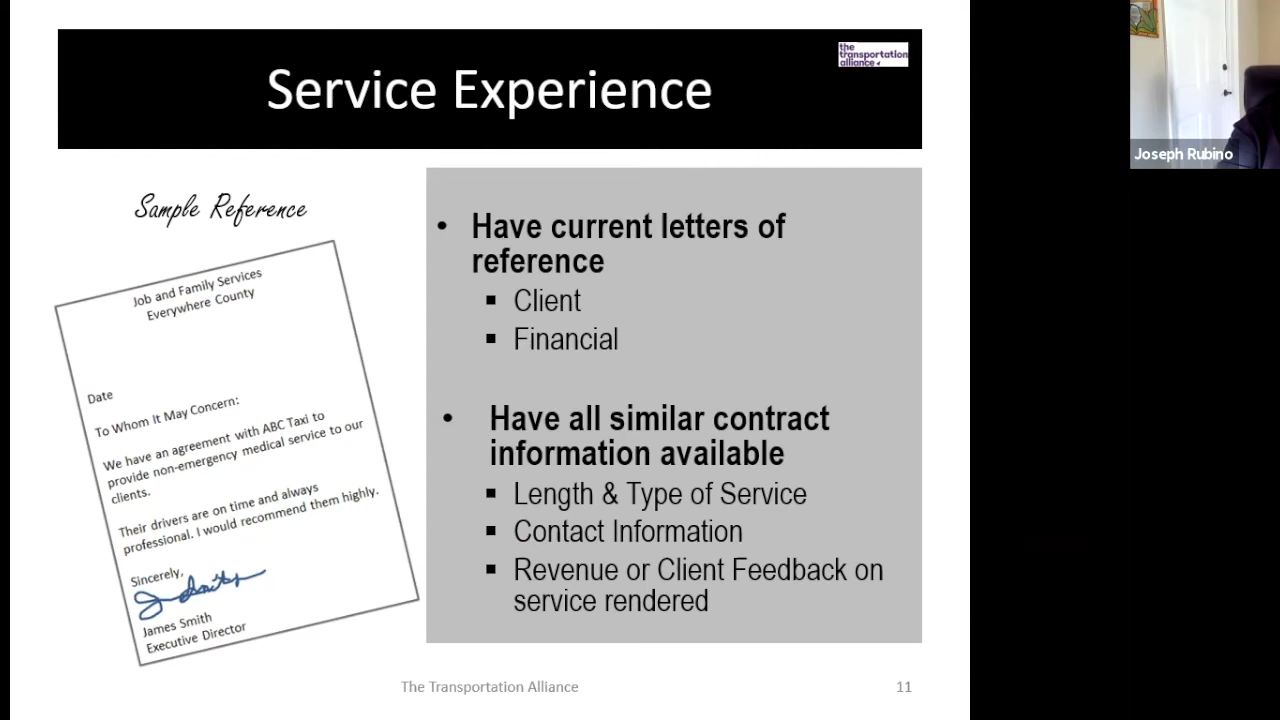 the
transportation
alliance
Service Experience
Joseph Rubino
Sample Reference
Job and Family Services
Everywhere County
Date
To Whom It May Concern:
We have an agreement with ABC Taxi to
provide non-emergency medical service to our
clients.
Their drivers are on time and always
professional. I would recommend them highly.
Sincerely,
James Smith
Executive Director
• Have current letters of
reference
▪ Client
▪ Financial
• Have all similar contract
information available
▪ Length & Type of Service
▪ Contact Information
▪ Revenue or Client Feedback on
service rendered
The Transportation Alliance
11